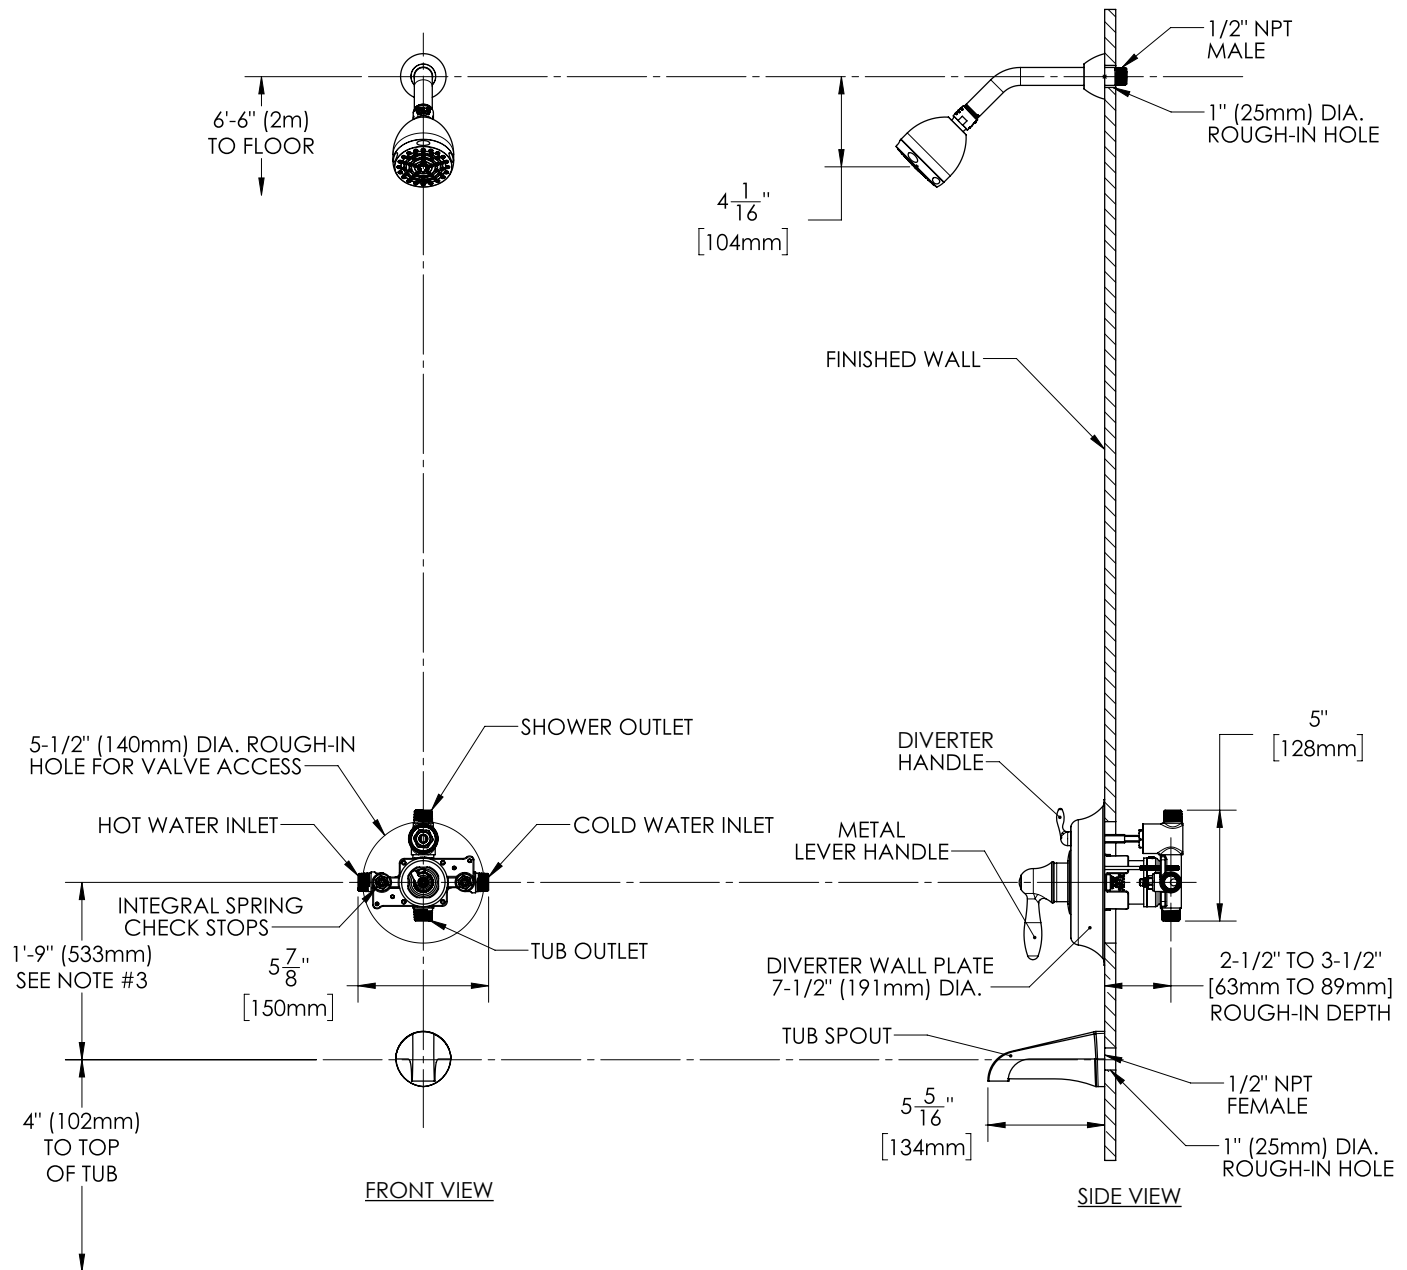 1/2" NPT
MALE
6'-6" (2m)
TO FLOOR
1" (25mm) DIA.
ROUGH-IN HOLE
4 1/16"
[104mm]
FINISHED WALL
SHOWER OUTLET
5-1/2" (140mm) DIA. ROUGH-IN
HOLE FOR VALVE ACCESS
DIVERTER
HANDLE
5"
[128mm]
HOT WATER INLET
COLD WATER INLET
METAL
LEVER HANDLE
INTEGRAL SPRING
CHECK STOPS
1'-9" (533mm)
SEE NOTE #3
TUB OUTLET
5 7/8"
[150mm]
DIVERTER WALL PLATE
7-1/2" (191mm) DIA.
2-1/2" TO 3-1/2"
[63mm TO 89mm]
ROUGH-IN DEPTH
TUB SPOUT
1/2" NPT
FEMALE
4" (102mm)
TO TOP
OF TUB
5 5/16"
[134mm]
1" (25mm) DIA.
ROUGH-IN HOLE
FRONT VIEW
SIDE VIEW